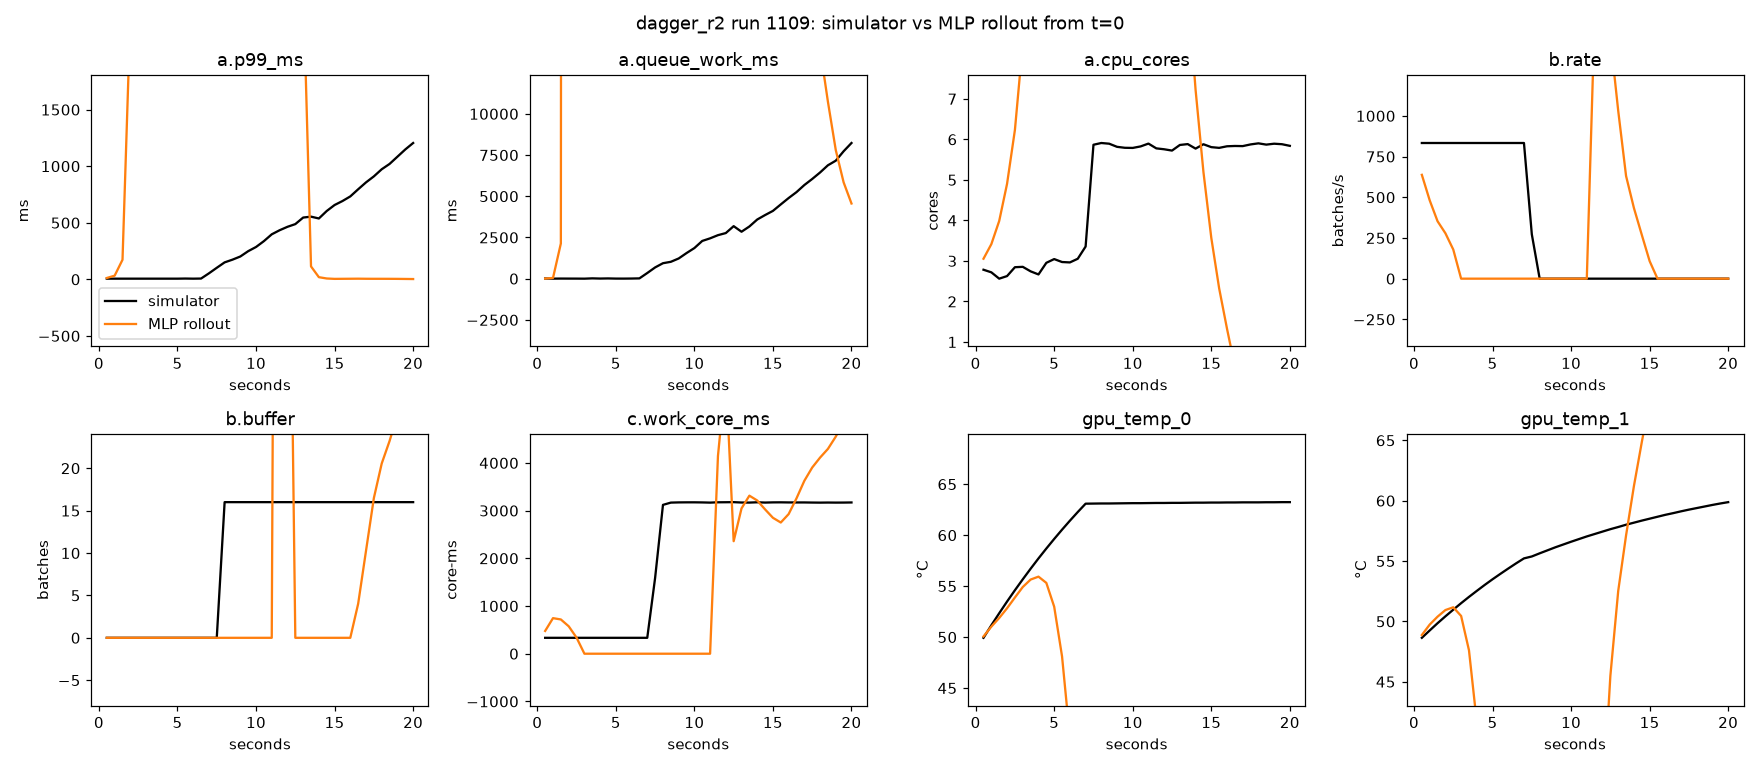 dagger_r2 run 1109: simulator vs MLP rollout from t=0
a.p99_ms
ms
1500
1000
500
0
−500
simulator
MLP rollout
0 5 10 15 20
seconds
a.queue_work_ms
ms
10000
7500
5000
2500
0
−2500
0 5 10 15 20
seconds
a.cpu_cores
cores
7
6
5
4
3
2
1
0 5 10 15 20
seconds
b.rate
batches/s
1000
750
500
250
0
−250
0 5 10 15 20
seconds
b.buffer
batches
20
15
10
5
0
−5
0 5 10 15 20
seconds
c.work_core_ms
core-ms
4000
3000
2000
1000
0
−1000
0 5 10 15 20
seconds
gpu_temp_0
°C
65
60
55
50
45
0 5 10 15 20
seconds
gpu_temp_1
°C
65
60
55
50
45
0 5 10 15 20
seconds